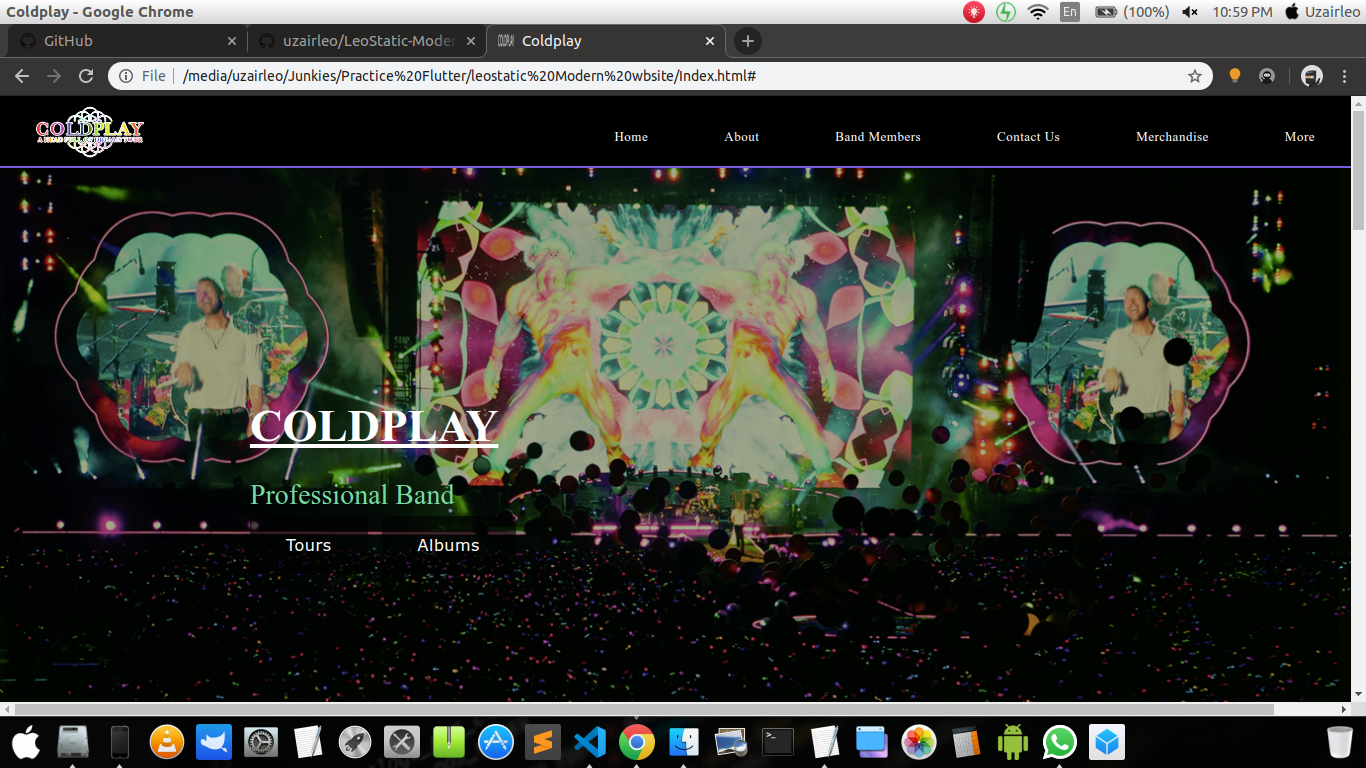 Coldplay - Google Chrome
En
(100%)
10:59 PM
Uzairleo
GitHub
uzairleo/LeoStatic-Moder
COLDPLAY
Coldplay
File
/media/uzairleo/Junkies/Practice%20Flutter/leostatic%20Modern%20wbsite/Index.html#
COLDPLAY
A HEAD FULL OF DREAMS TOUR
Home
About
Band Members
Contact Us
Merchandise
More
COLDPLAY
Professional Band
Tours
Albums